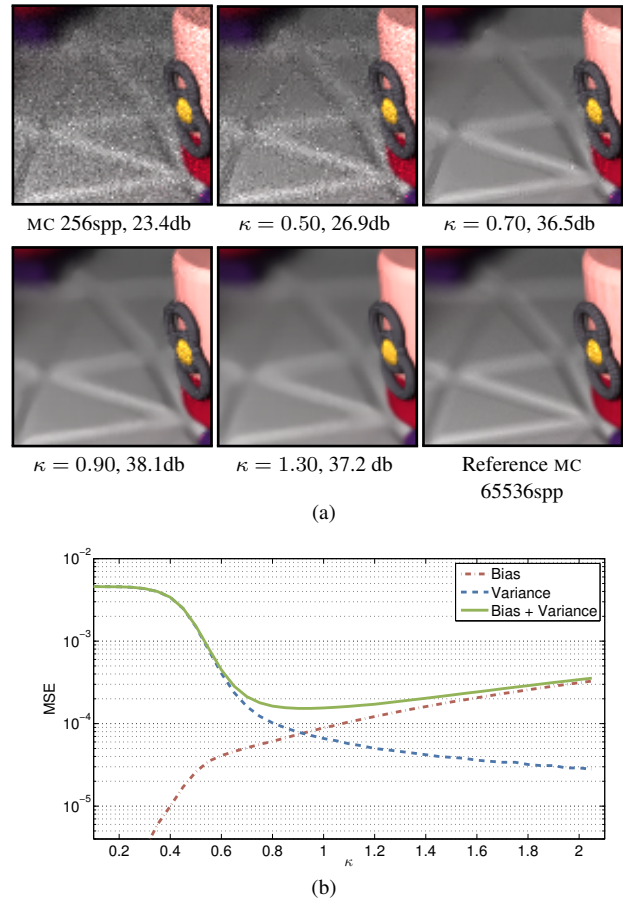 MC 256spp, 23.4db
κ = 0.50, 26.9db
κ = 0.70, 36.5db
κ = 0.90, 38.1db
κ = 1.30, 37.2 db
Reference MC
65536spp
(a)
10⁻²
10⁻³
10⁻⁴
10⁻⁵
MSE
Bias
Variance
Bias + Variance
0.2 0.4 0.6 0.8 1 1.2 1.4 1.6 1.8 2
κ
(b)